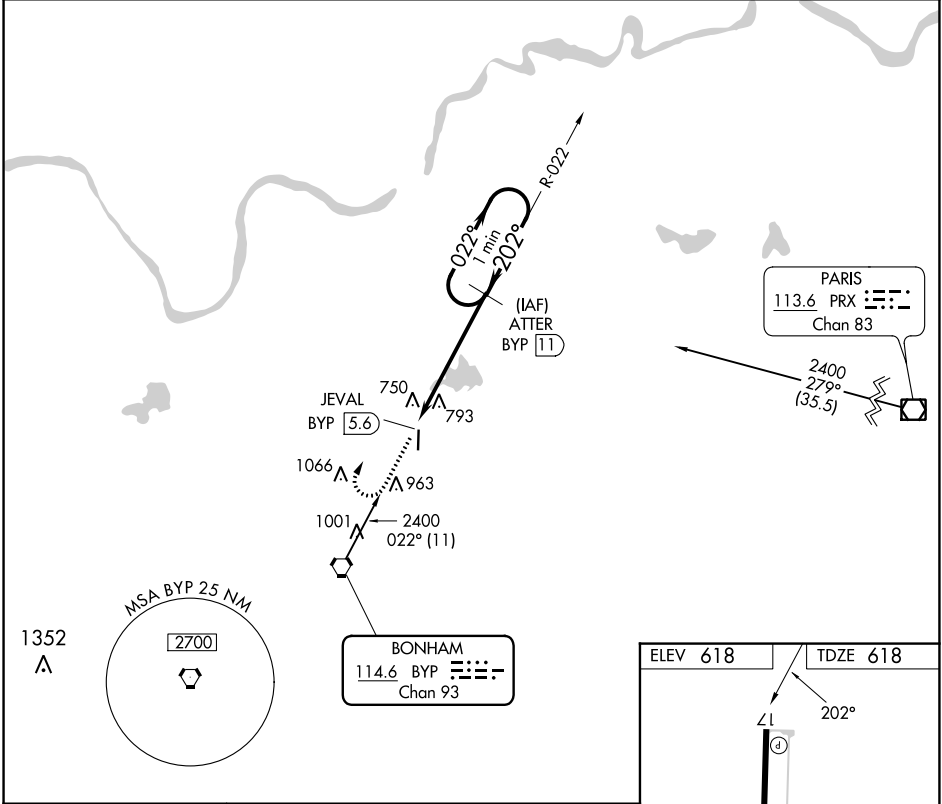 R-022
022°
1 min
202°
(IAF)
ATTER
BYP 11
PARIS
113.6 PRX
Chan 83
2400
279°
(35.5)
750
793
JEVAL
BYP 5.6
1066
963
1001
2400
022° (11)
MSA BYP 25 NM
2700
1352
BONHAM
114.6 BYP
Chan 93
ELEV 618
TDZE 618
202°
17
P